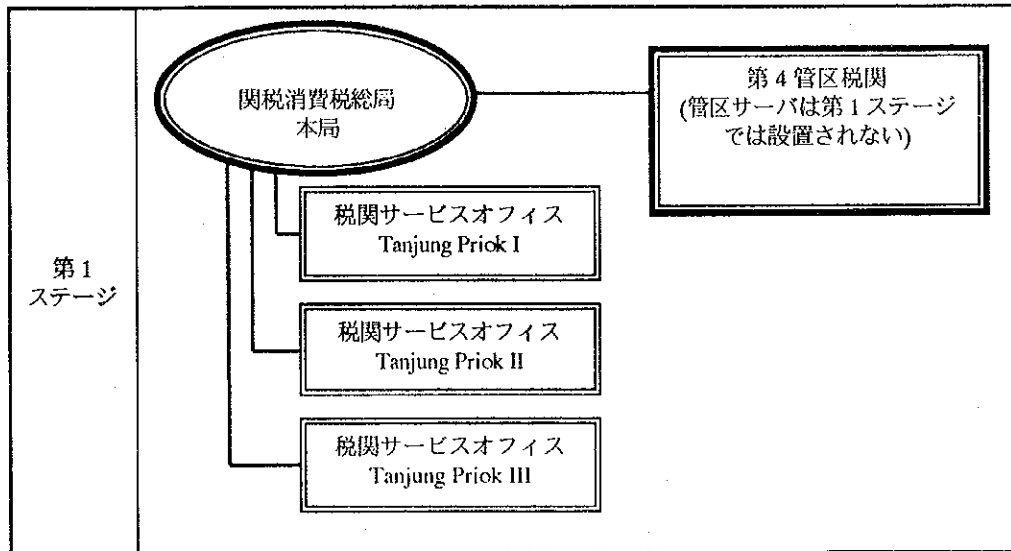 第1
ステージ
関税消費税総局
本局
第4管区税関
(管区サーバは第1ステージ
では設置されない)
税関サービスオフィス
Tanjung Priok I
税関サービスオフィス
Tanjung Priok II
税関サービスオフィス
Tanjung Priok III